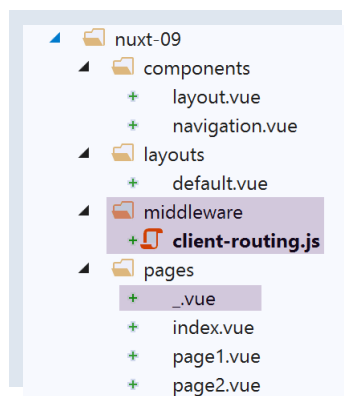 nuxt-09
components
layout.vue
navigation.vue
layouts
default.vue
middleware
client-routing.js
pages
_.vue
index.vue
page1.vue
page2.vue